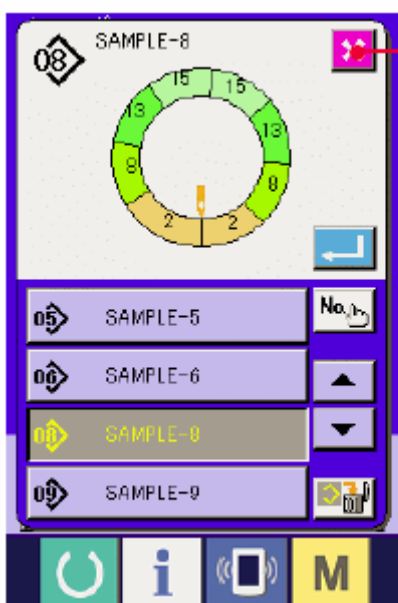 08 SAMPLE-8
15 15
13 13
8 8
2 2
05 SAMPLE-5
No.
06 SAMPLE-6
08 SAMPLE-8
09 SAMPLE-9
i M